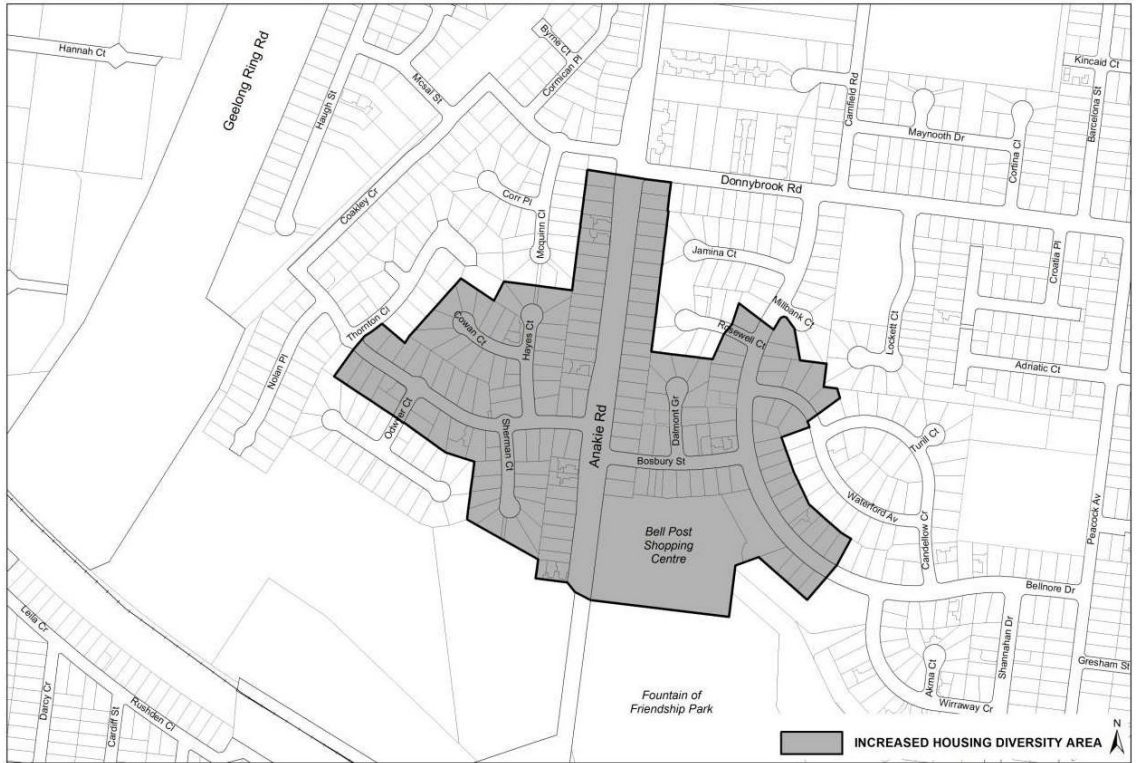 Hannah Ct
Geelong Ring Rd
Haugh St
Mcsal St
Byrne Ct
Cormican Pl
Camfield Rd
Kincaid Ct
Barcelona St
Maynooth Dr
Cortina Cl
Coakley Cr
Corr Pl
Mcquinn Cl
Donnybrook Rd
Jamina Ct
Croatia Pl
Millbank Ct
Rosewell Ct
Lockett Ct
Adriatic Ct
Thornton Cl
Nolan Pl
Cowan Ct
Hayes Ct
Odwyer Ct
Sherman Ct
Anakie Rd
Dalmont Gr
Bosbury St
Tunill Ct
Waterford Av
Candellow Cr
Peacock Av
Bell Post
Shopping
Centre
Bellnore Dr
Shannahan Dr
Gresham St
Akma Ct
Wirraway Cr
Leila Cr
Darcy Cr
Cardiff St
Rushden Cl
Fountain of
Friendship Park
INCREASED HOUSING DIVERSITY AREA
N